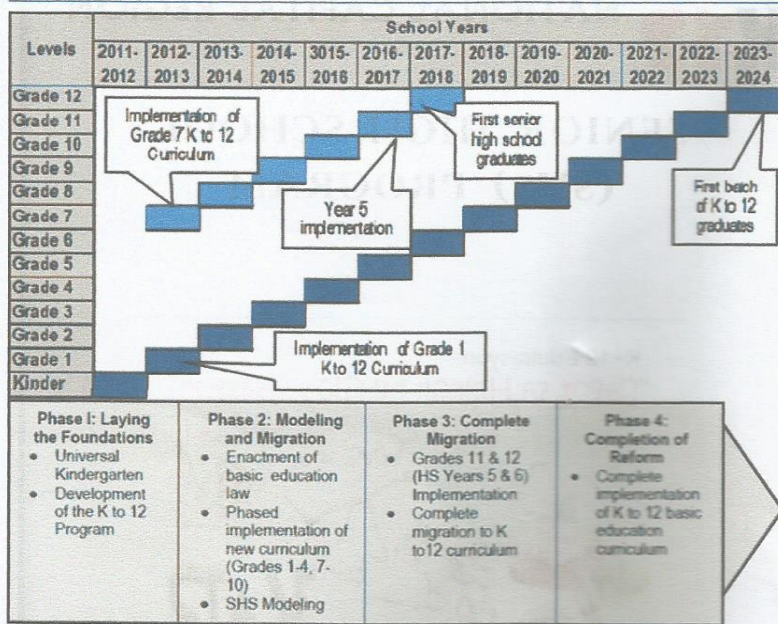 School Years
Levels
2011- 2012- 2013- 2014- 3015- 2016- 2017- 2018- 2019- 2020- 2021- 2022- 2023-
2012 2013 2014 2015 2016 2017 2018 2019 2020 2021 2022 2023 2024
Grade 12
Grade 11
Grade 10
Grade 9
Grade 8
Grade 7
Grade 6
Grade 5
Grade 4
Grade 3
Grade 2
Grade 1
Kinder
Implementation of
Grade 7 K to 12
Curiculum
First senior
high school
graduates
Year 5
implementation
First batch
of K to 12
graduates
Implementation of Grade 1
K to 12 Curriculum
Phase I: Laying
the Foundations
• Universal
Kindergarten
• Development
of the K to 12
Program
Phase 2: Modeling
and Migration
• Enactment of
basic education
law
• Phased
implementation of
new curriculum
(Grades 1-4, 7-
10)
• SHS Modeling
Phase 3: Complete
Migration
• Grades 11 & 12
(HS Years 5 & 6)
Implementation
• Complete
migration to K
to12 curriculum
Phase 4:
Completion of
Reform
• Complete
implementation
of K to 12 basic
education
curriculum